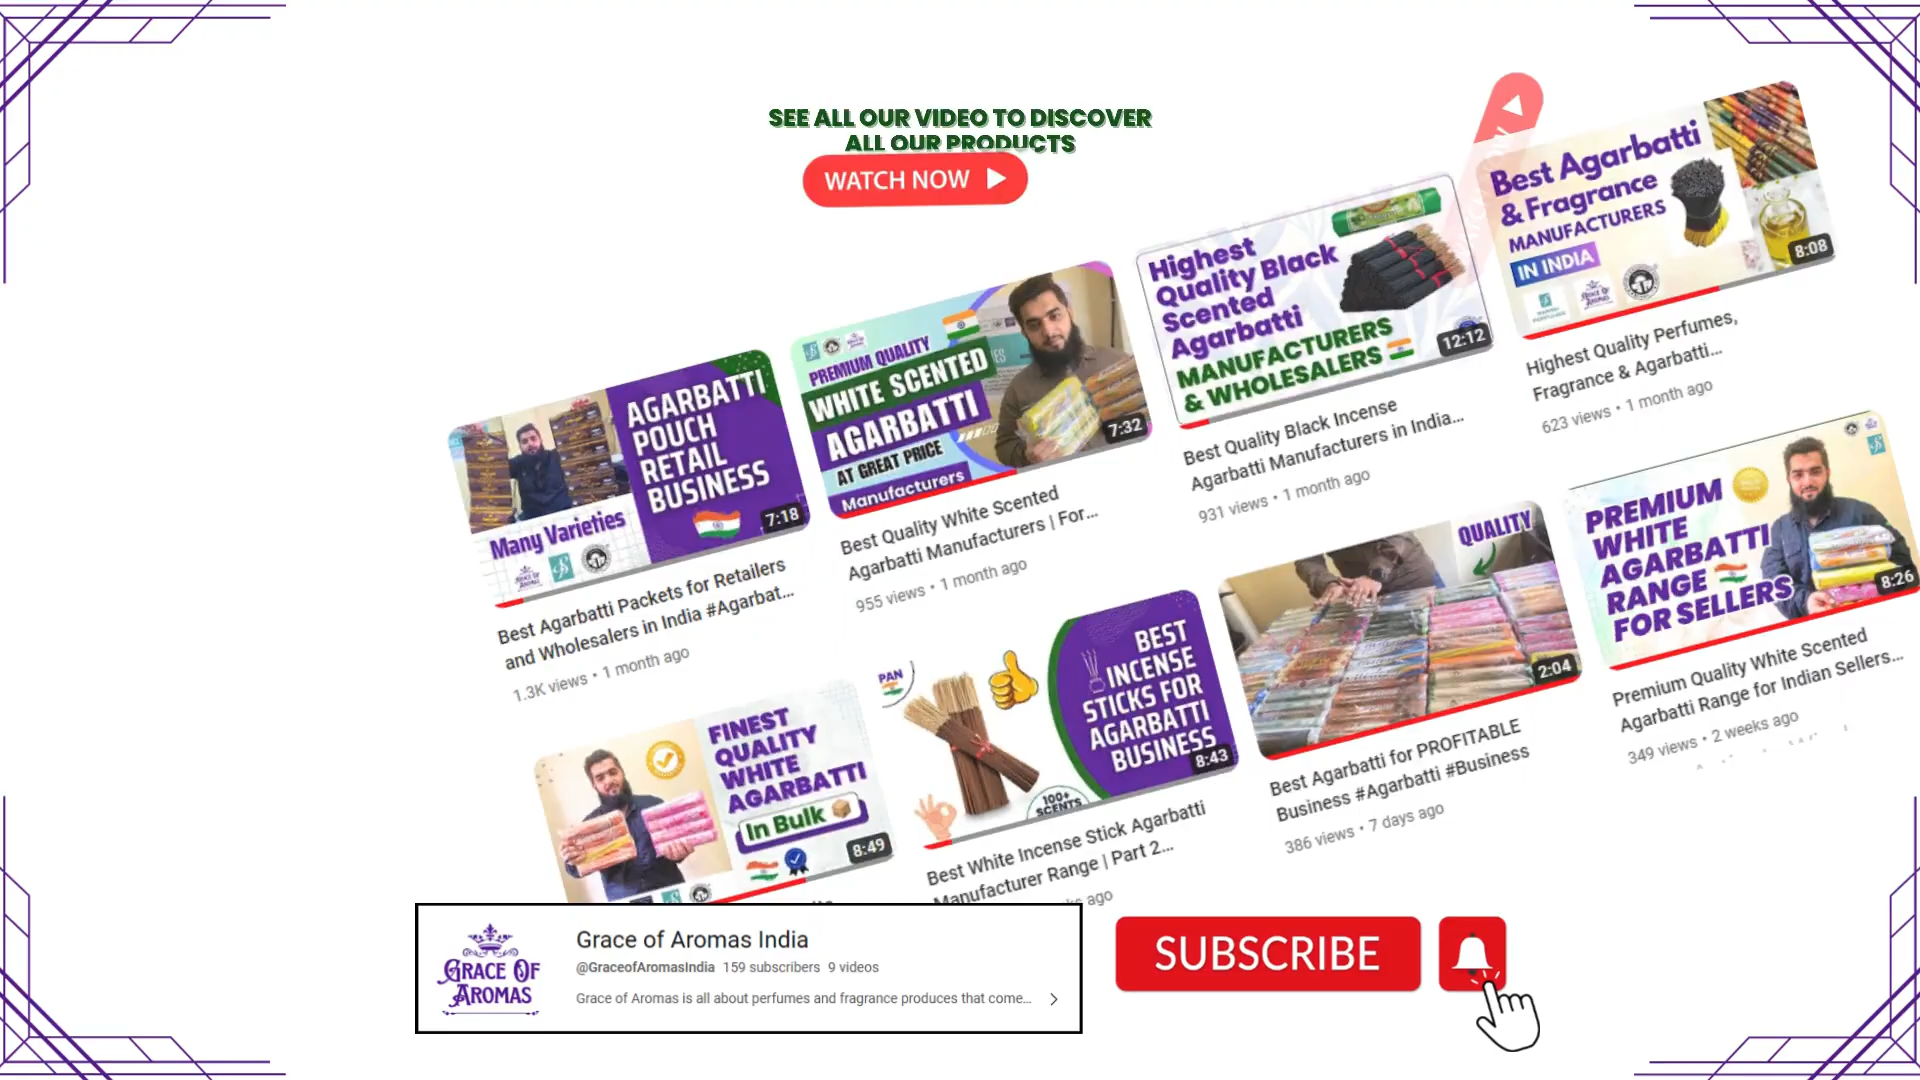 SEE ALL OUR VIDEO TO DISCOVER
ALL OUR PRODUCTS
WATCH NOW
Best Agarbatti
& Fragrance
MANUFACTURERS
IN INDIA
8:08
Highest Quality Perfumes,
Fragrance & Agarbatti...
623 views • 1 month ago
Highest
Quality Black
Scented
Agarbatti
MANUFACTURERS
& WHOLESALERS
12:12
Best Quality Black Incense
Agarbatti Manufacturers in India...
931 views • 1 month ago
PREMIUM QUALITY
WHITE SCENTED
AGARBATTI
AT GREAT PRICE
Manufacturers
7:32
Best Quality White Scented
Agarbatti Manufacturers | For...
955 views • 1 month ago
AGARBATTI
POUCH
RETAIL
BUSINESS
Many Varieties
GRACE OF
AROMAS
7:18
Best Agarbatti Packets for Retailers
and Wholesalers in India #Agarbat...
1.3K views • 1 month ago
PREMIUM
WHITE
AGARBATTI
RANGE
FOR SELLERS
8:26
Premium Quality White Scented
Agarbatti Range for Indian Sellers...
349 views • 2 weeks ago
QUALITY
2:04
Best Agarbatti for PROFITABLE
Business #Agarbatti #Business
386 views • 7 days ago
PAN
BEST
INCENSE
STICKS FOR
AGARBATTI
BUSINESS
100+
SCENTS
8:43
Best White Incense Stick Agarbatti
Manufacturer Range | Part 2...
ago
FINEST
QUALITY
WHITE
AGARBATTI
In Bulk
8:49
GRACE OF
AROMAS
Grace of Aromas India
@GraceofAromasIndia 159 subscribers 9 videos
Grace of Aromas is all about perfumes and fragrance produces that come...
SUBSCRIBE